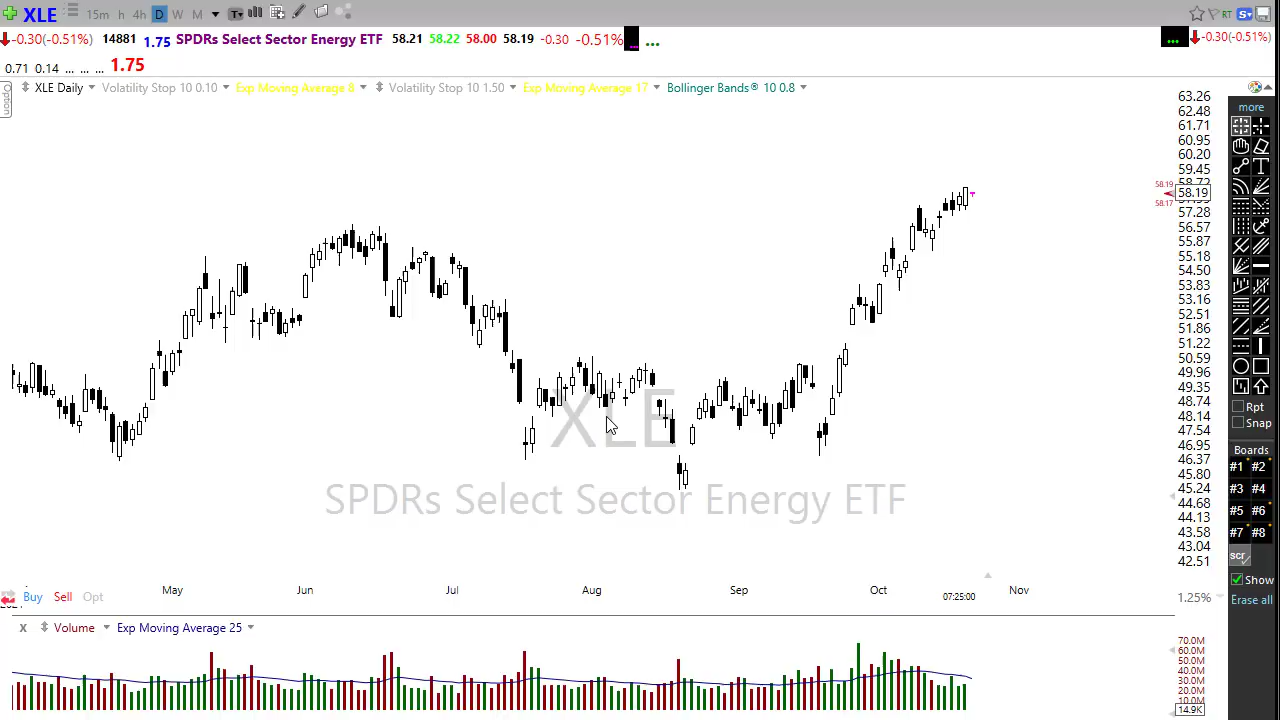 XLE 15m h 4h D W M T RT S
-0.30(-0.51%) 14881 1.75 SPDRs Select Sector Energy ETF 58.21 58.22 58.00 58.19 -0.30 -0.51% ... ... -0.30(-0.51%)
0.71 0.14 ... ... ... 1.75
Option
XLE Daily Volatility Stop 10 0.10 Exp Moving Average 8 Volatility Stop 10 1.50 Exp Moving Average 17 Bollinger Bands® 10 0.8
63.26
62.48
61.71
60.95
60.20
59.45
58.19
58.19
58.17
57.28
56.57
55.87
55.18
54.50
53.83
53.16
52.51
51.86
51.22
50.59
49.96
49.35
48.74
48.14
47.54
46.95
46.37
45.80
45.24
44.68
44.13
43.58
43.04
42.51
XLE
SPDRs Select Sector Energy ETF
more
T
Rpt
Snap
Boards
#1 #2
#3 #4
#5 #6
#7 #8
scr
Show
Erase all
May Jun Jul Aug Sep Oct Nov
07:25:00
Buy Sell Opt
1.25%
X Volume Exp Moving Average 25
70.0M
60.0M
50.0M
40.0M
30.0M
20.0M
10.0M
14.9K